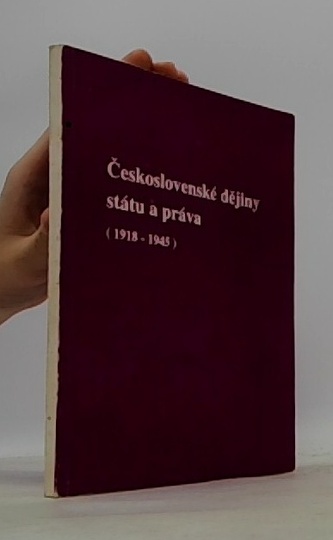 Československé dějiny
státu a práva
( 1918 - 1945 )